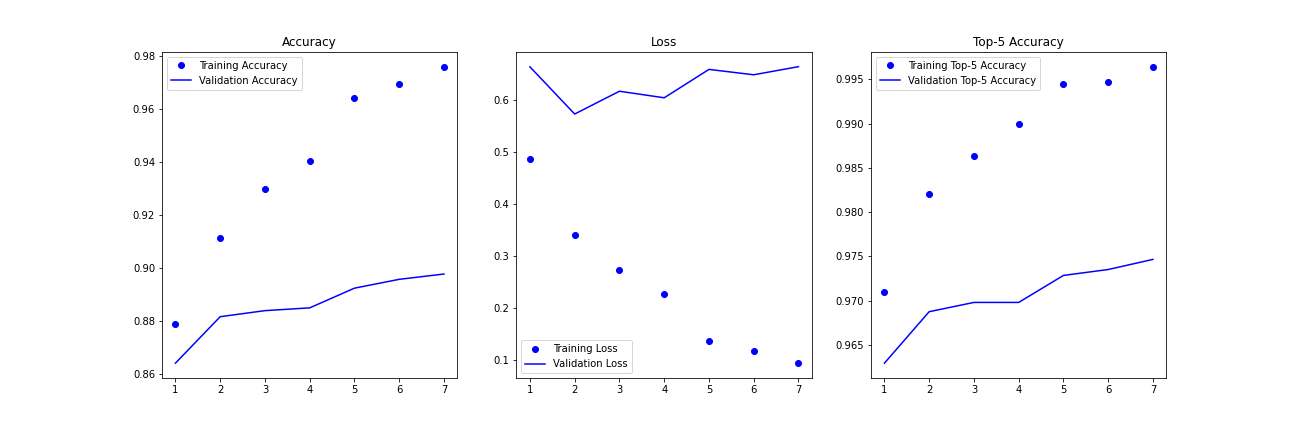 Accuracy
Training Accuracy
Validation Accuracy
0.98
0.96
0.94
0.92
0.90
0.88
0.86
1 2 3 4 5 6 7
Loss
0.6
0.5
0.4
0.3
0.2
0.1
Training Loss
Validation Loss
1 2 3 4 5 6 7
Top-5 Accuracy
Training Top-5 Accuracy
Validation Top-5 Accuracy
0.995
0.990
0.985
0.980
0.975
0.970
0.965
1 2 3 4 5 6 7